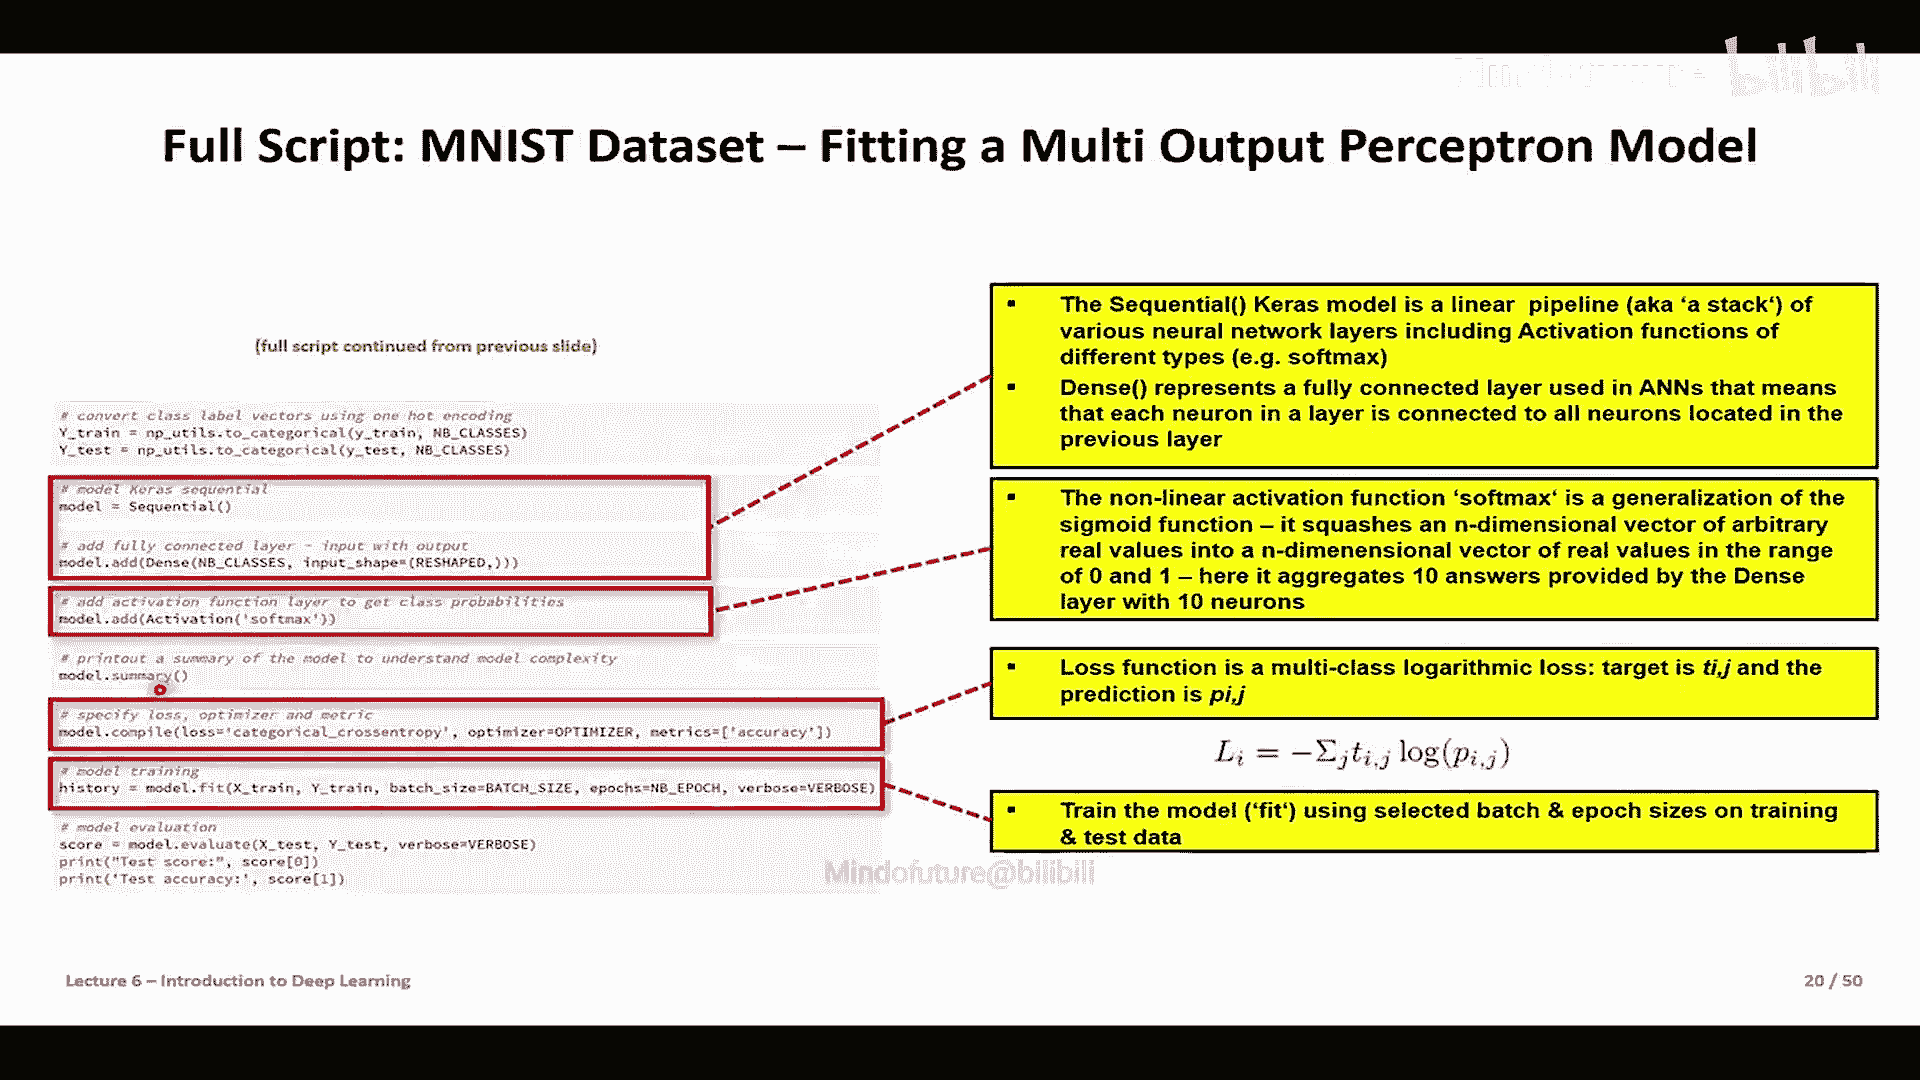 bilibili
Full Script: MNIST Dataset – Fitting a Multi Output Perceptron Model
(full script continued from previous slide)
# convert class label vectors using one hot encoding
Y_train = np_utils.to_categorical(y_train, NB_CLASSES)
Y_test = np_utils.to_categorical(y_test, NB_CLASSES)
# model Keras sequential
model = Sequential()
# add fully connected layer - input with output
model.add(Dense(NB_CLASSES, input_shape=(RESHAPED,)))
# add activation function layer to get class probabilities
model.add(Activation('softmax'))
# printout a summary of the model to understand model complexity
model.summary()
# specify loss, optimizer and metric
model.compile(loss='categorical_crossentropy', optimizer=OPTIMIZER, metrics=['accuracy'])
# model training
history = model.fit(X_train, Y_train, batch_size=BATCH_SIZE, epochs=NB_EPOCH, verbose=VERBOSE)
# model evaluation
score = model.evaluate(X_test, Y_test, verbose=VERBOSE)
print("Test score:", score[0])
print('Test accuracy:', score[1])
▪ The Sequential() Keras model is a linear pipeline (aka ‘a stack‘) of
various neural network layers including Activation functions of
different types (e.g. softmax)
▪ Dense() represents a fully connected layer used in ANNs that means
that each neuron in a layer is connected to all neurons located in the
previous layer
▪ The non-linear activation function ‘softmax‘ is a generalization of the
sigmoid function – it squashes an n-dimensional vector of arbitrary
real values into a n-dimenensional vector of real values in the range
of 0 and 1 – here it aggregates 10 answers provided by the Dense
layer with 10 neurons
▪ Loss function is a multi-class logarithmic loss: target is ti,j and the
prediction is pi,j
L_i = −Σ_j t_{i,j} log(p_{i,j})
▪ Train the model (‘fit‘) using selected batch & epoch sizes on training
& test data
Mindofuture@bilibili
Lecture 6 – Introduction to Deep Learning
20 / 50